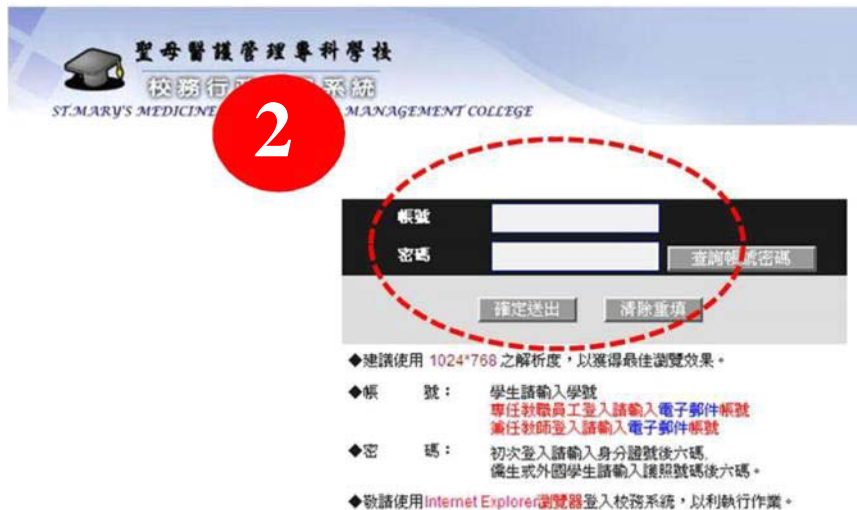 聖母醫護管理專科學校
校務行 系統
ST.MARY'S MEDICINE MANAGEMENT COLLEGE
2
帳號
密碼 查詢帳號密碼
確定送出 清除重填
◆建議使用 1024*768 之解析度，以獲得最佳瀏覽效果。
◆帳 號： 學生請輸入學號
專任教職員工登入請輸入電子郵件帳號
兼任教師登入請輸入電子郵件帳號
◆密 碼： 初次登入請輸入身分證號後六碼,
僑生或外國學生請輸入護照號碼後六碼。
◆敬請使用Internet Explorer瀏覽器登入校務系統，以利執行作業。